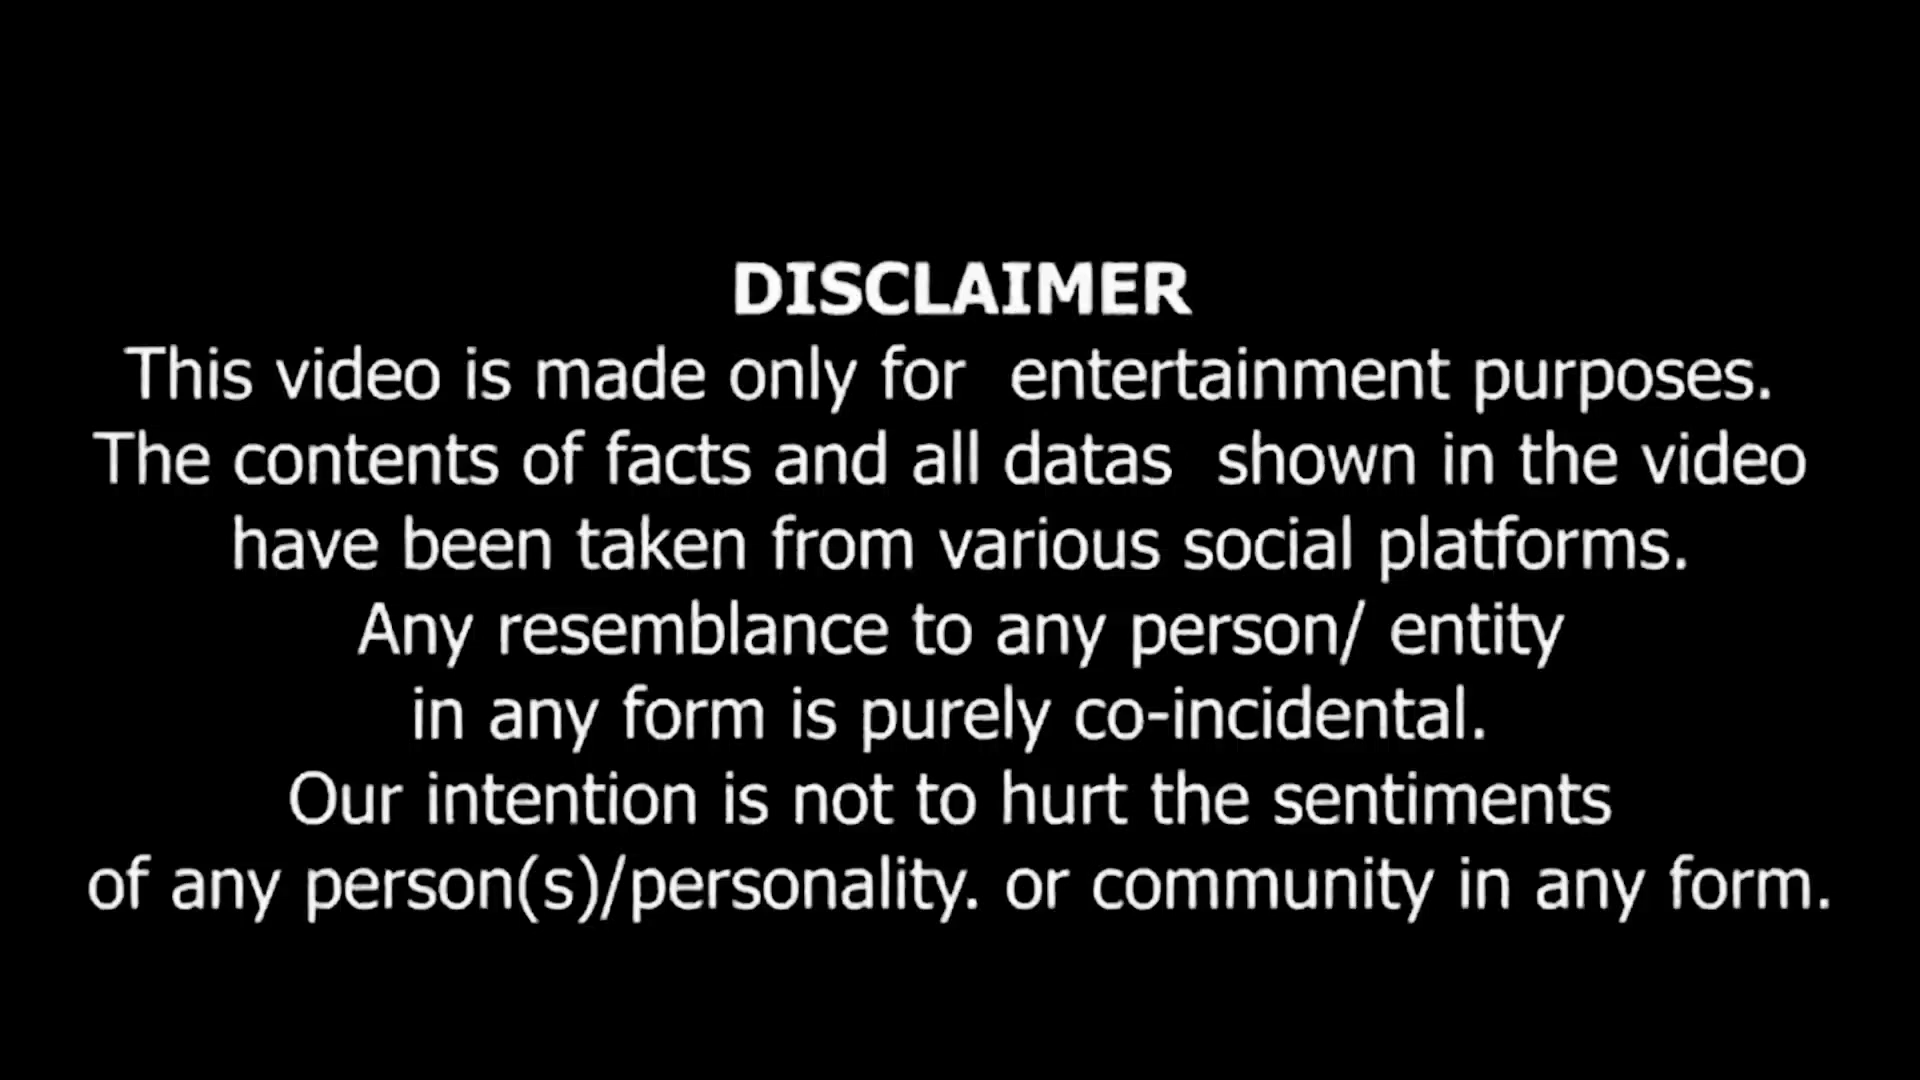 DISCLAIMER
This video is made only for entertainment purposes.
The contents of facts and all datas shown in the video
have been taken from various social platforms.
Any resemblance to any person/ entity
in any form is purely co-incidental.
Our intention is not to hurt the sentiments
of any person(s)/personality. or community in any form.